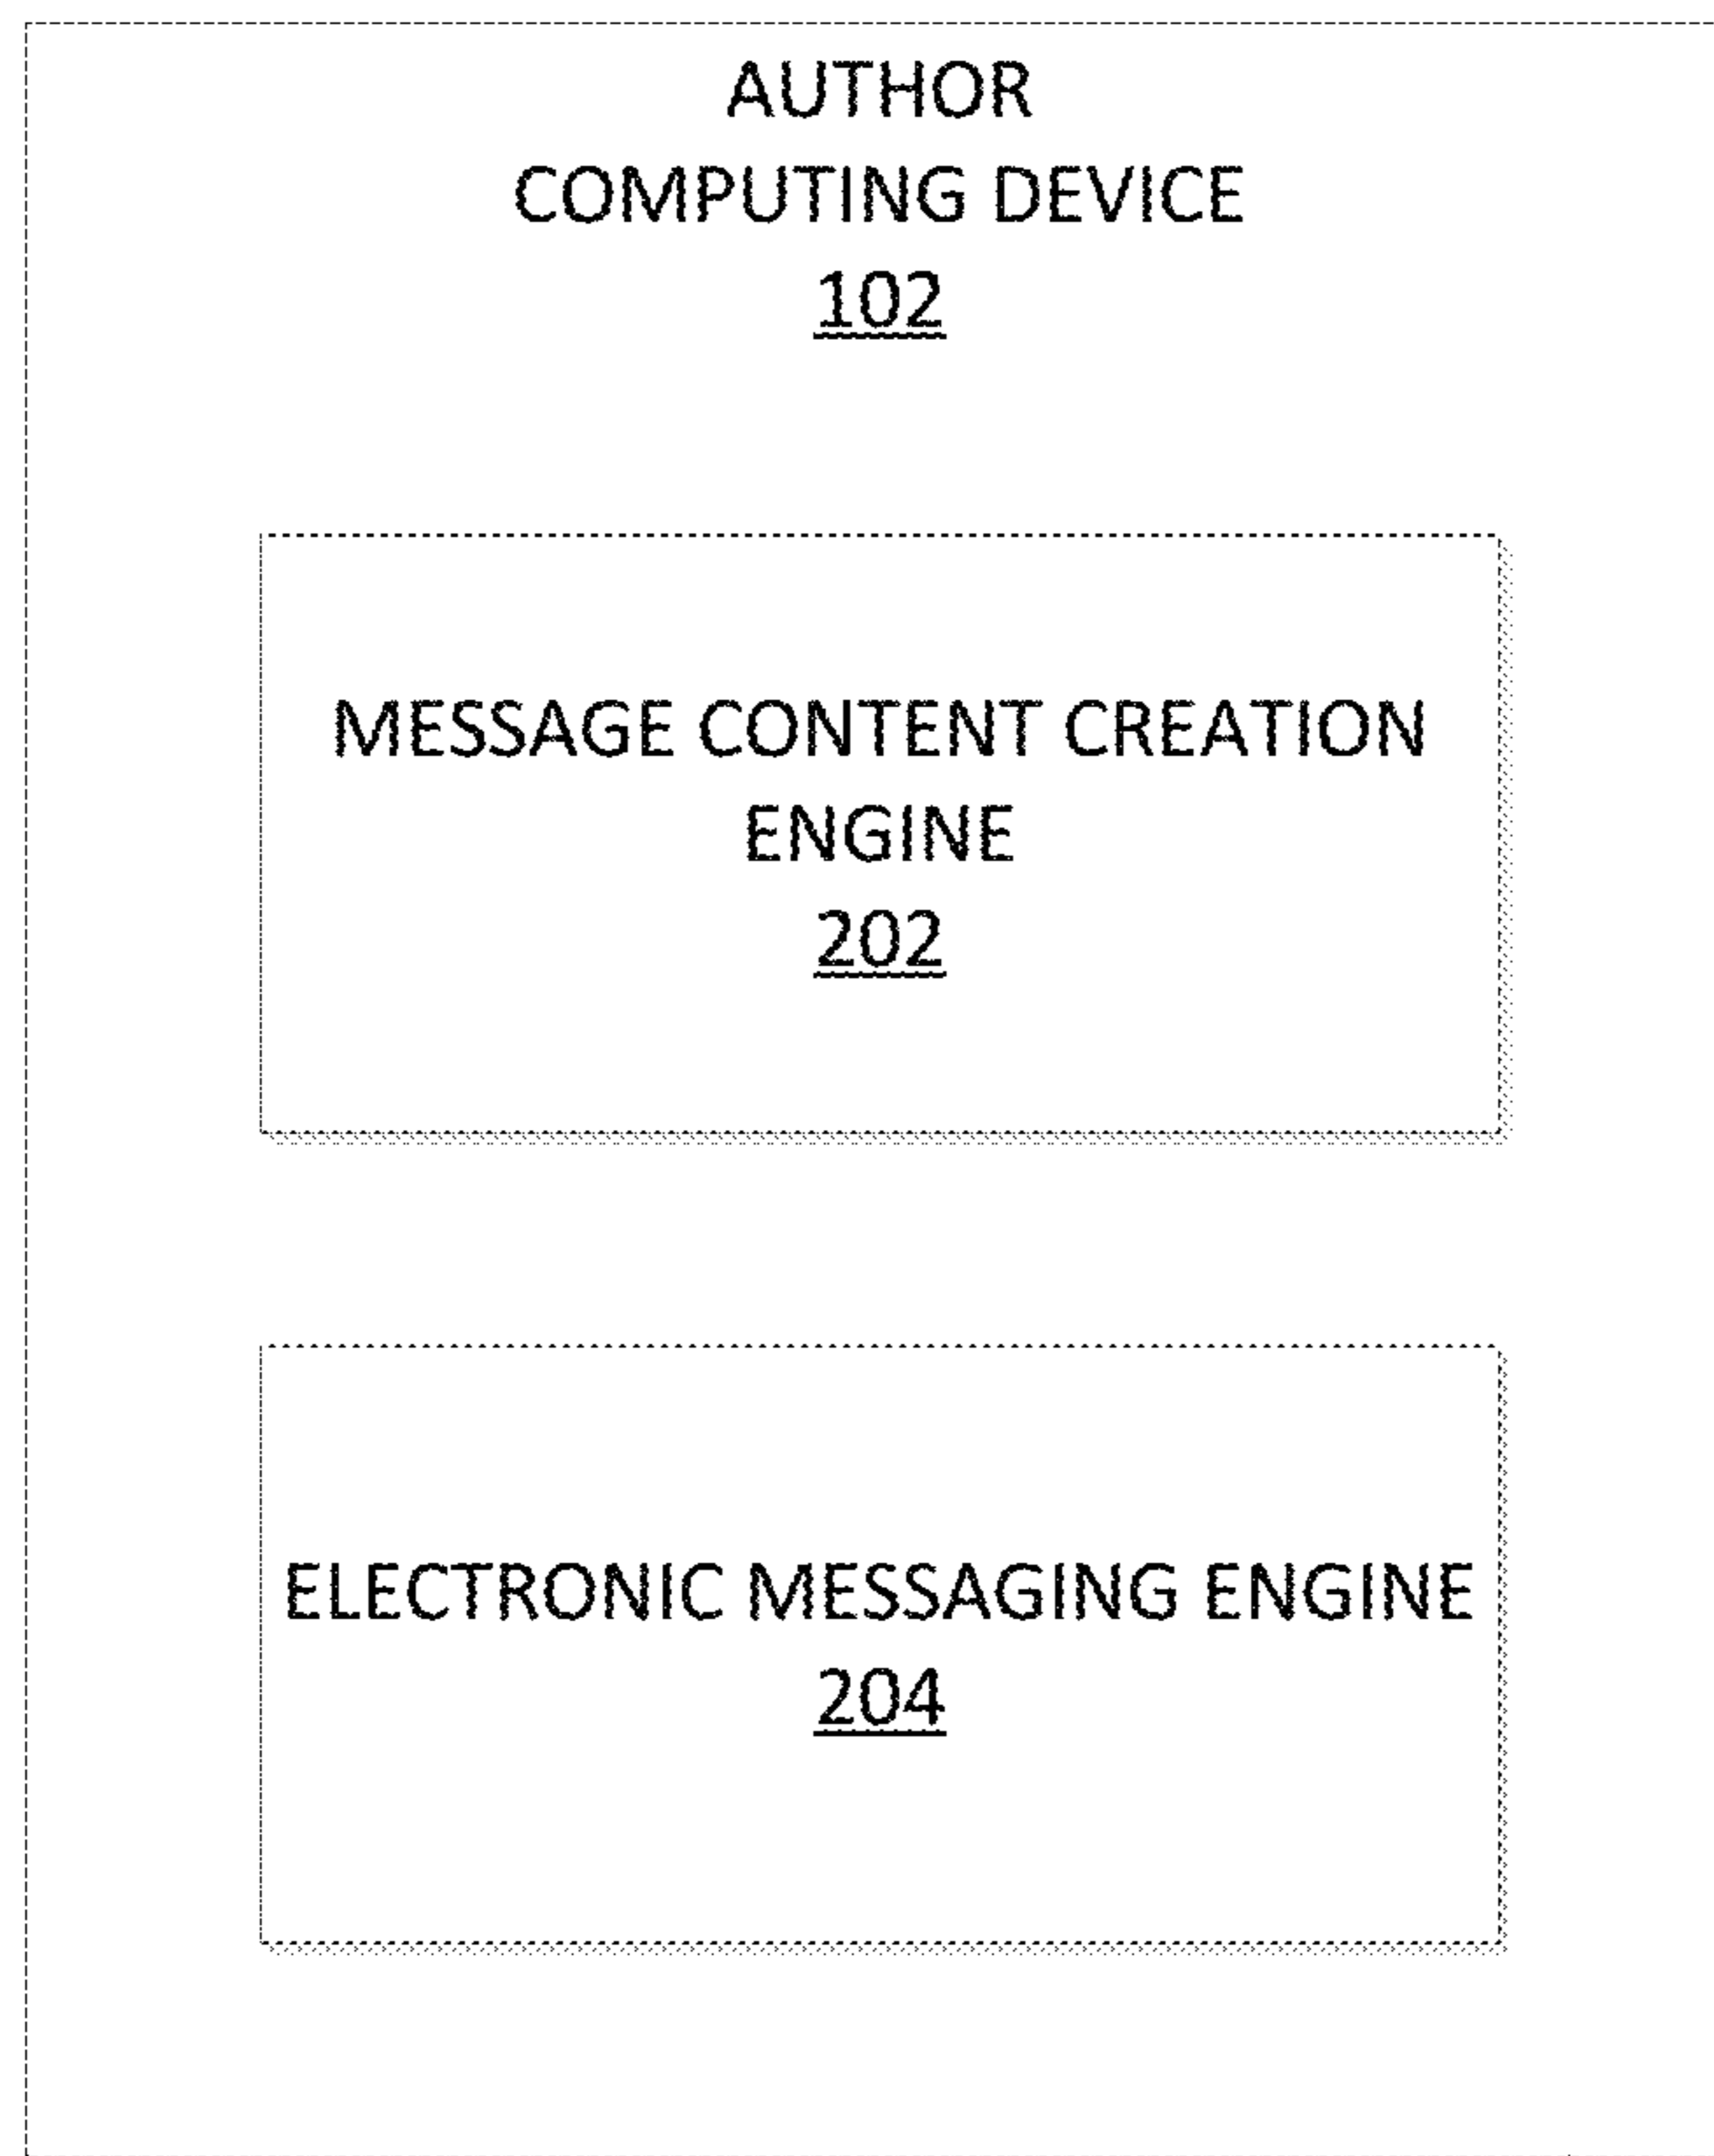 AUTHOR
COMPUTING DEVICE
102
MESSAGE CONTENT CREATION
ENGINE
202
ELECTRONIC MESSAGING ENGINE
204